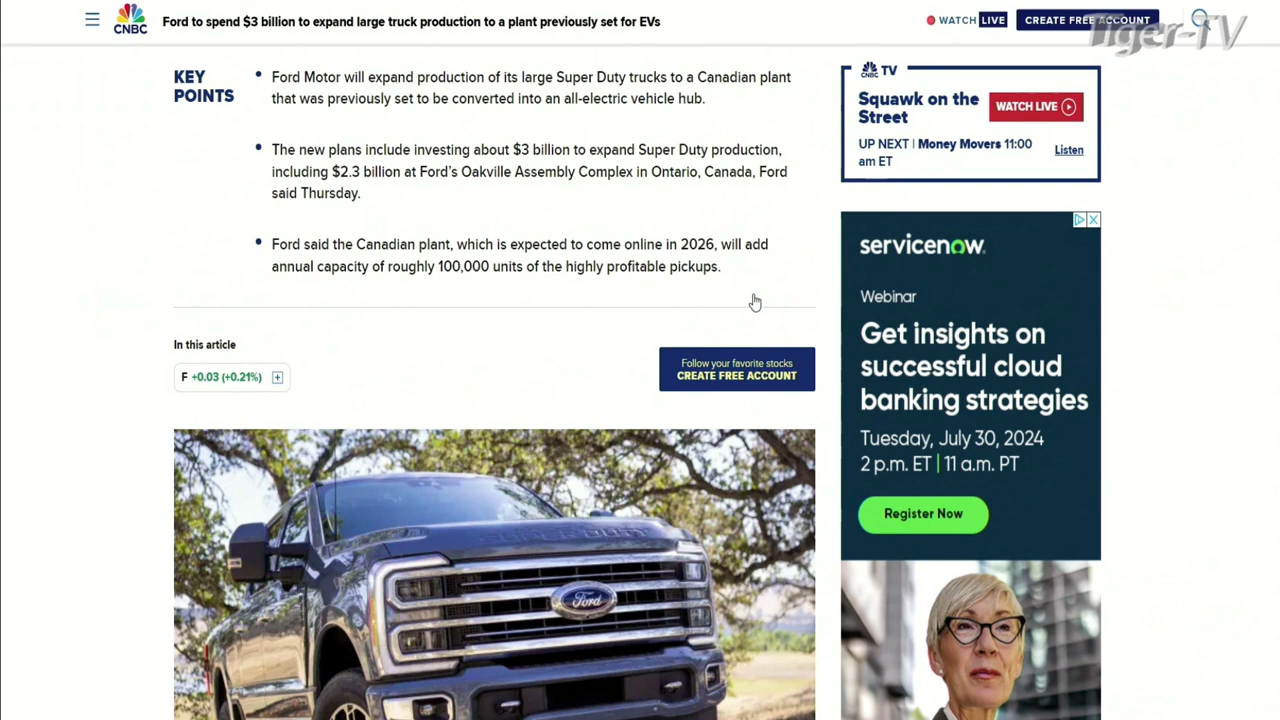 CNBC
Ford to spend $3 billion to expand large truck production to a plant previously set for EVs
WATCH LIVE
CREATE FREE ACCOUNT
Tiger-TV
KEY
POINTS
Ford Motor will expand production of its large Super Duty trucks to a Canadian plant
that was previously set to be converted into an all-electric vehicle hub.
The new plans include investing about $3 billion to expand Super Duty production,
including $2.3 billion at Ford's Oakville Assembly Complex in Ontario, Canada, Ford
said Thursday.
Ford said the Canadian plant, which is expected to come online in 2026, will add
annual capacity of roughly 100,000 units of the highly profitable pickups.
In this article
F +0.03 (+0.21%)
Follow your favorite stocks
CREATE FREE ACCOUNT
SUPER DUTY
Ford
CNBC TV
Squawk on the
Street
WATCH LIVE
UP NEXT | Money Movers 11:00
am ET
Listen
servicenow.
Webinar
Get insights on
successful cloud
banking strategies
Tuesday, July 30, 2024
2 p.m. ET | 11 a.m. PT
Register Now